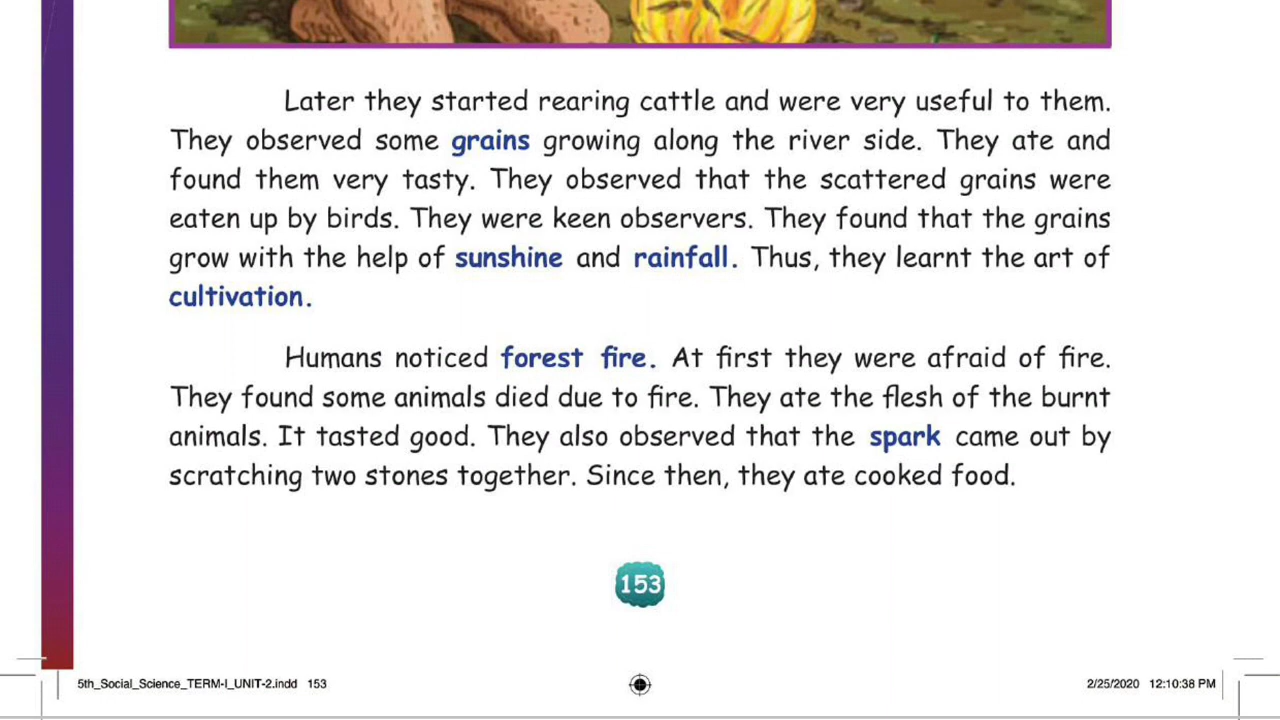 Later they started rearing cattle and were very useful to them.
They observed some grains growing along the river side. They ate and
found them very tasty. They observed that the scattered grains were
eaten up by birds. They were keen observers. They found that the grains
grow with the help of sunshine and rainfall. Thus, they learnt the art of
cultivation.
Humans noticed forest fire. At first they were afraid of fire.
They found some animals died due to fire. They ate the flesh of the burnt
animals. It tasted good. They also observed that the spark came out by
scratching two stones together. Since then, they ate cooked food.
153
5th_Social_Science_TERM-I_UNIT-2.indd 153
2/25/2020 12:10:38 PM